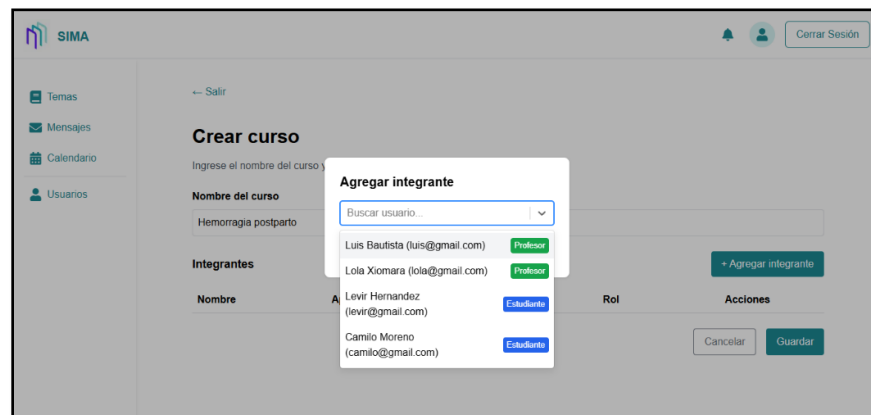 SIMA
Cerrar Sesión
Temas
Mensajes
Calendario
Usuarios
← Salir
Crear curso
Ingrese el nombre del curso y
Nombre del curso
Hemorragia postparto
Integrantes
+ Agregar integrante
Nombre
Rol
Acciones
Cancelar
Guardar
Agregar integrante
Buscar usuario...
Luis Bautista (luis@gmail.com) Profesor
Lola Xiomara (lola@gmail.com) Profesor
Levir Hernandez
(levir@gmail.com) Estudiante
Camilo Moreno
(camilo@gmail.com) Estudiante